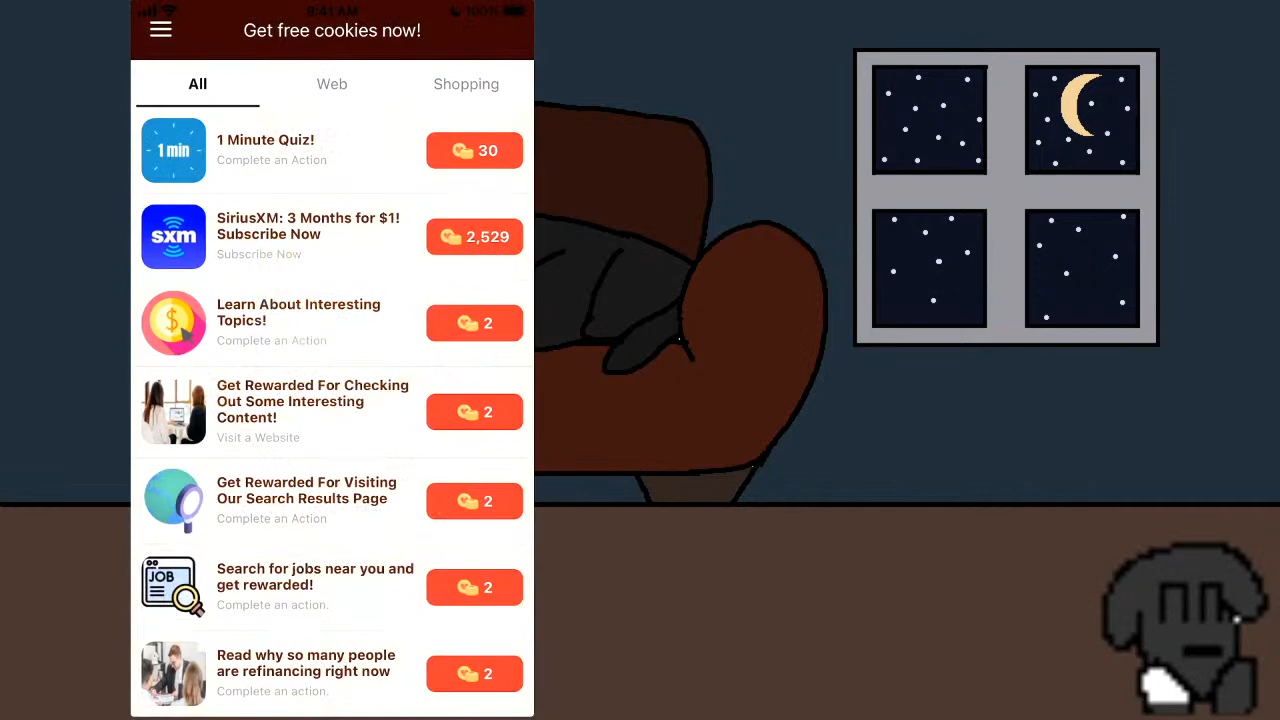 9:41 AM
100%
Get free cookies now!
All
Web
Shopping
1 min
1 Minute Quiz!
Complete an Action
30
sxm
SiriusXM: 3 Months for $1!
Subscribe Now
Subscribe Now
2,529
$
Learn About Interesting
Topics!
Complete an Action
2
Get Rewarded For Checking
Out Some Interesting
Content!
Visit a Website
2
Get Rewarded For Visiting
Our Search Results Page
Complete an Action
2
JOB
Search for jobs near you and
get rewarded!
Complete an action.
2
Read why so many people
are refinancing right now
Complete an action.
2